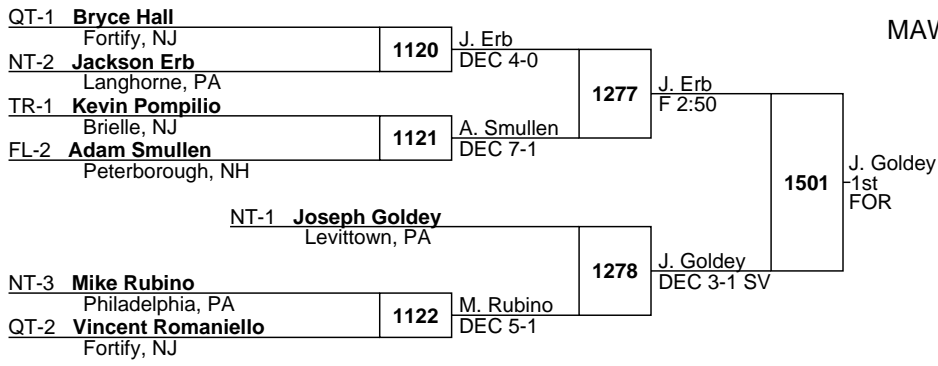 QT-1 Bryce Hall
Fortify, NJ
MAW
1120
J. Erb
DEC 4-0
NT-2 Jackson Erb
Langhorne, PA
1277
J. Erb
F 2:50
TR-1 Kevin Pompilio
Brielle, NJ
1121
A. Smullen
DEC 7-1
FL-2 Adam Smullen
Peterborough, NH
1501
J. Goldey
1st
FOR
NT-1 Joseph Goldey
Levittown, PA
1278
J. Goldey
DEC 3-1 SV
NT-3 Mike Rubino
Philadelphia, PA
1122
M. Rubino
DEC 5-1
QT-2 Vincent Romaniello
Fortify, NJ